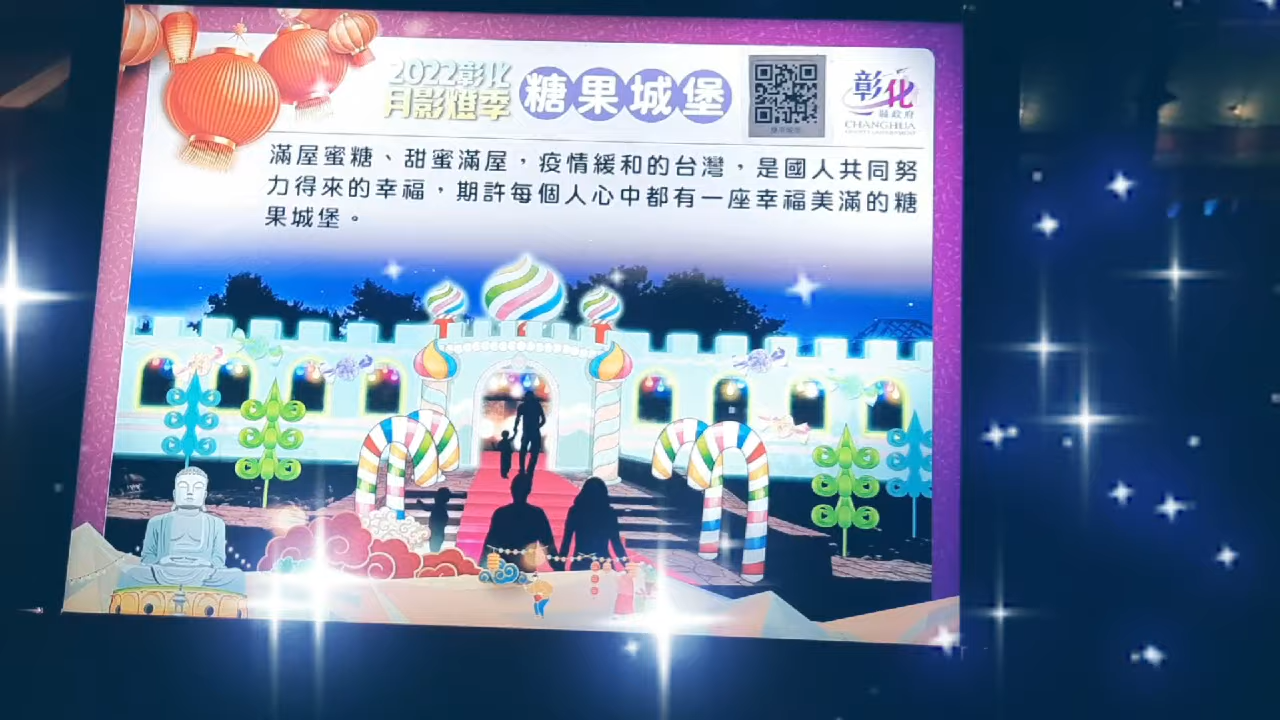 2022彰化
月影燈季
糖果城堡
彰化
縣政府
CHANGHUA
滿屋蜜糖、甜蜜滿屋，疫情緩和的台灣，是國人共同努
力得來的幸福，期許每個人心中都有一座幸福美滿的糖
果城堡。